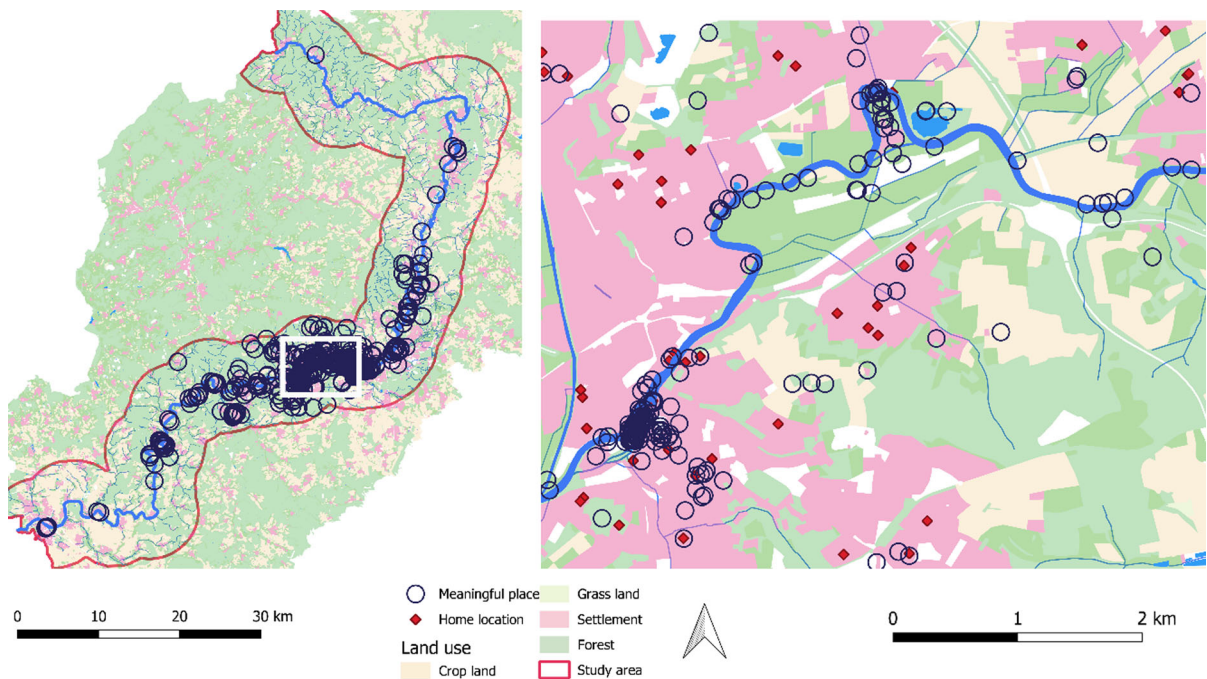 Meaningful place
Grass land
Home location
Settlement
Land use
Forest
Crop land
Study area
0 10 20 30 km
0 1 2 km